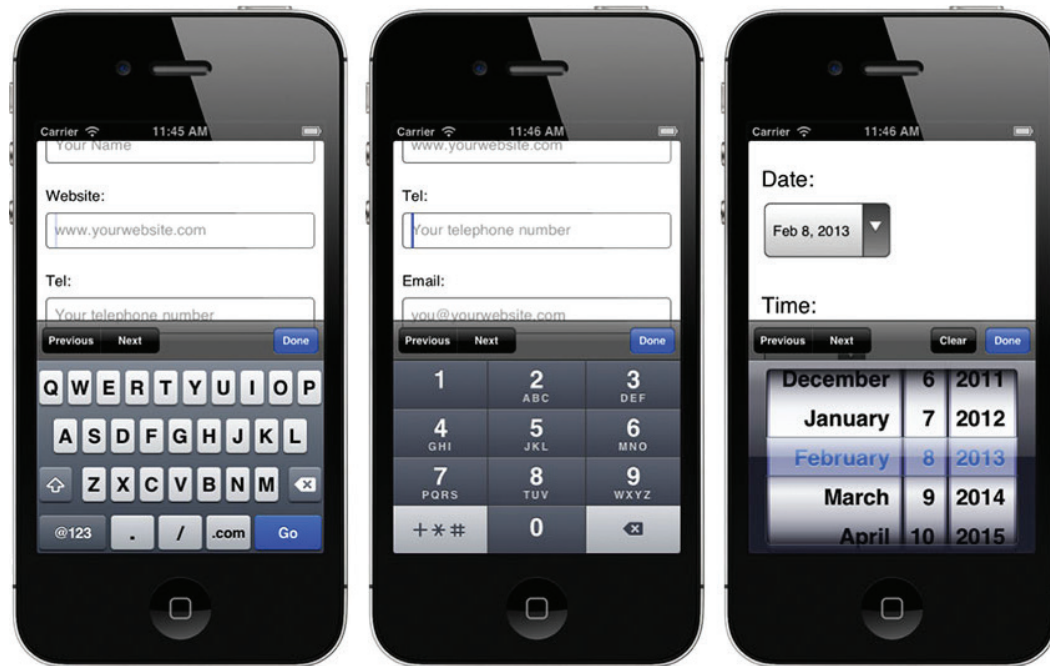 Carrier 11:45 AM
Your Name
Website:
www.yourwebsite.com
Tel:
Your telephone number
Previous Next Done
Q W E R T Y U I O P
A S D F G H J K L
Z X C V B N M
@123 . / .com Go
Carrier 11:46 AM
www.yourwebsite.com
Tel:
Your telephone number
Email:
you@yourwebsite.com
Previous Next Done
1 2 3
ABC DEF
4 5 6
GHI JKL MNO
7 8 9
PQRS TUV WXYZ
+*# 0
Carrier 11:46 AM
Date:
Feb 8, 2013
Time:
Previous Next Clear Done
December 6 2011
January 7 2012
February 8 2013
March 9 2014
April 10 2015